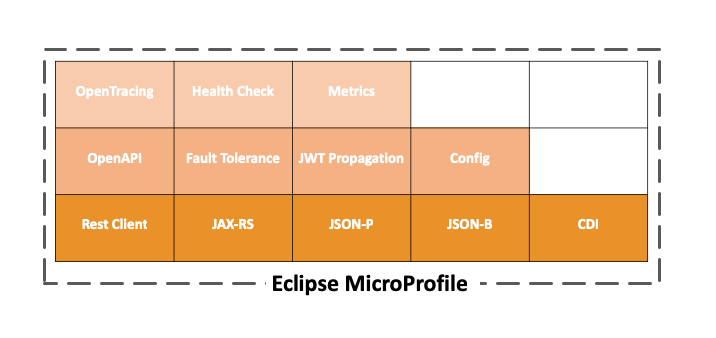 OpenTracing Health Check Metrics
OpenAPI Fault Tolerance JWT Propagation Config
Rest Client JAX-RS JSON-P JSON-B CDI
Eclipse MicroProfile